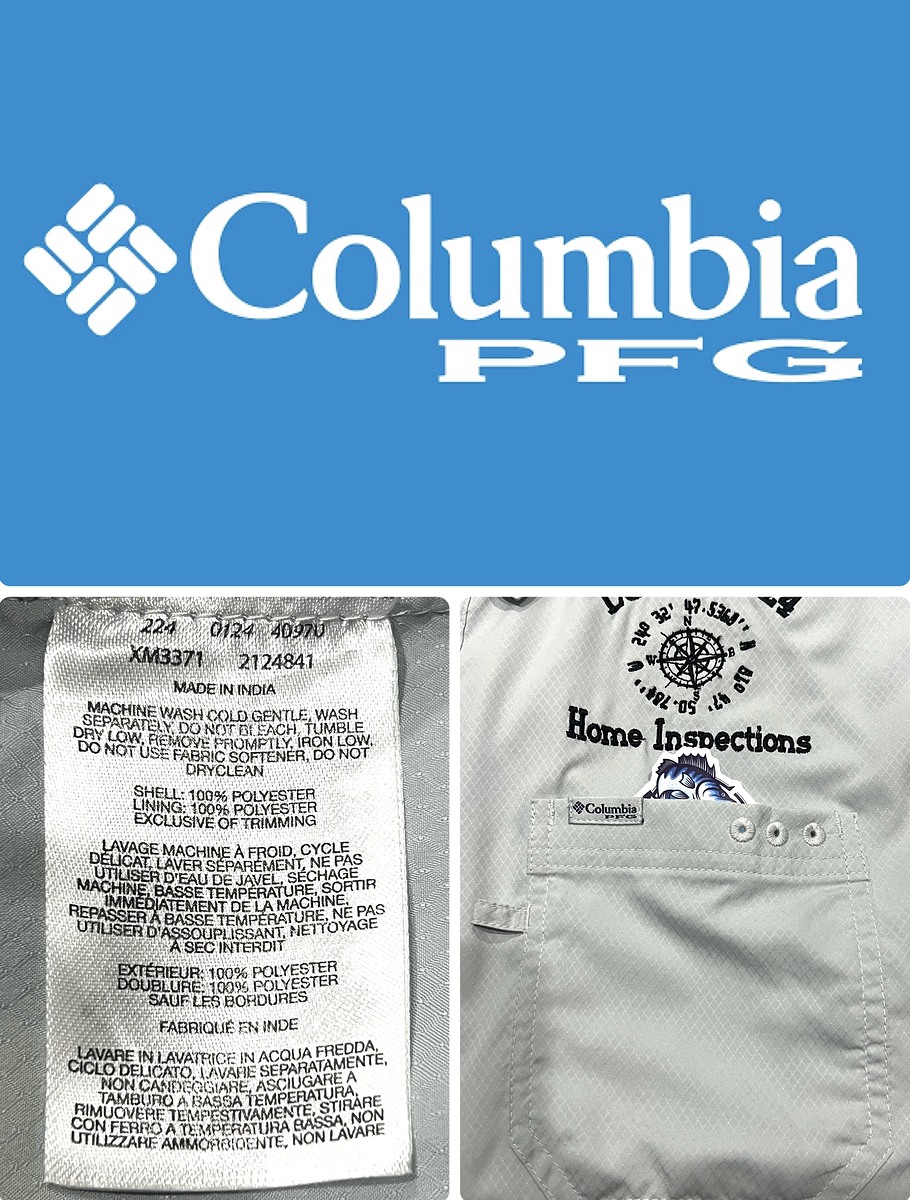 Columbia
PFG
224 0124 4097U
XM3371 2124841
MADE IN INDIA
MACHINE WASH COLD GENTLE, WASH
SEPARATELY, DO NOT BLEACH, TUMBLE
DRY LOW, REMOVE PROMPTLY, IRON LOW,
DO NOT USE FABRIC SOFTENER, DO NOT
DRYCLEAN
SHELL: 100% POLYESTER
LINING: 100% POLYESTER
EXCLUSIVE OF TRIMMING
LAVAGE MACHINE À FROID, CYCLE
DÉLICAT, LAVER SÉPARÉMENT, NE PAS
UTILISER D'EAU DE JAVEL, SÉCHAGE
MACHINE, BASSE TEMPÉRATURE, SORTIR
IMMÉDIATEMENT DE LA MACHINE,
REPASSER À BASSE TEMPÉRATURE, NE PAS
UTILISER D'ASSOUPLISSANT, NETTOYAGE
À SEC INTERDIT
EXTÉRIEUR: 100% POLYESTER
DOUBLURE: 100% POLYESTER
SAUF LES BORDURES
FABRIQUÉ EN INDE
LAVARE IN LAVATRICE IN ACQUA FREDDA,
CICLO DELICATO, LAVARE SEPARATAMENTE,
NON CANDEGGIARE, ASCIUGARE A
TAMBURO A BASSA TEMPERATURA,
RIMUOVERE TEMPESTIVAMENTE, STIRARE
CON FERRO A TEMPERATURA BASSA, NON
UTILIZZARE AMMORBIDENTE, NON LAVARE
24° 32' 47.5368" N
N
W E
S
Home Inspections
Columbia
PFG